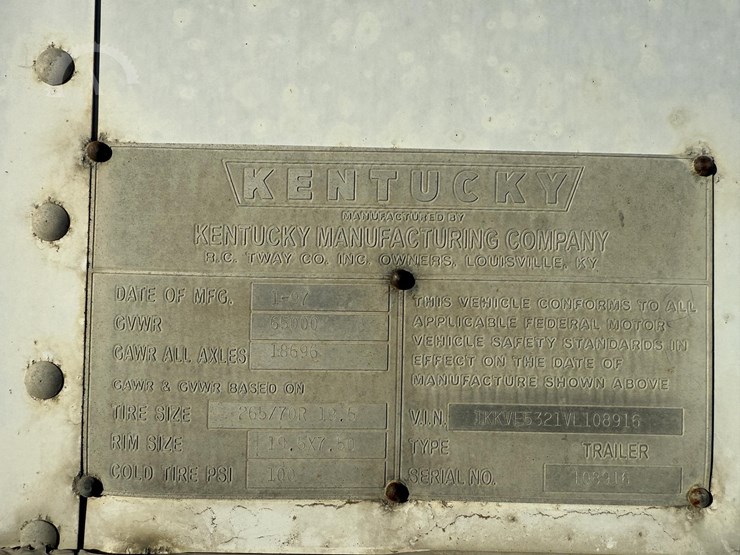 KENTUCKY
MANUFACTURED BY
KENTUCKY MANUFACTURING COMPANY
R.C. TWAY CO. INC. OWNERS. LOUISVILLE, KY
DATE OF MFG.
GVWR 65000
GAWR ALL AXLES
GAWR & GVWR BASED ON
TIRE SIZE
RIM SIZE
COLD TIRE PSI
THIS VEHICLE CONFORMS TO ALL
APPLICABLE FEDERAL MOTOR
VEHICLE SAFETY STANDARDS IN
EFFECT ON THE DATE OF
MANUFACTURE SHOWN ABOVE
V.I.N.
TYPE TRAILER
SERIAL NO. 108916